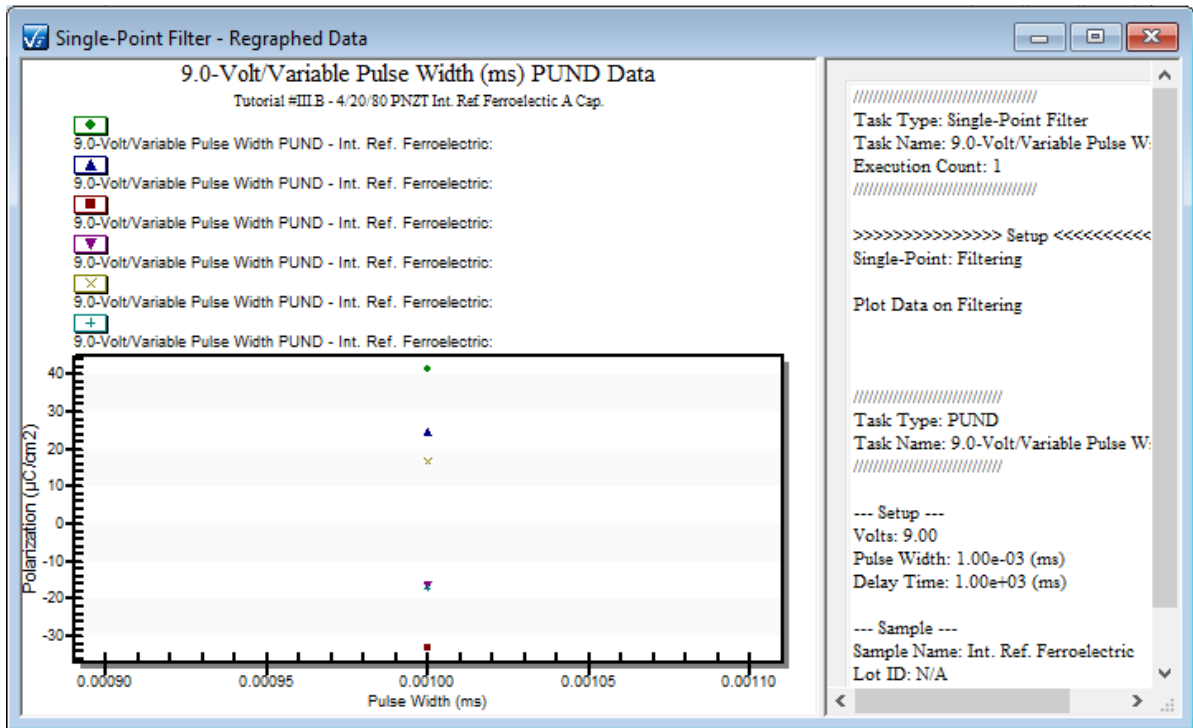 Single-Point Filter - Regraphed Data
9.0-Volt/Variable Pulse Width (ms) PUND Data
Tutorial #III.B - 4/20/80 PNZT Int. Ref Ferroelectic A Cap.
9.0-Volt/Variable Pulse Width PUND - Int. Ref. Ferroelectric:
9.0-Volt/Variable Pulse Width PUND - Int. Ref. Ferroelectric:
9.0-Volt/Variable Pulse Width PUND - Int. Ref. Ferroelectric:
9.0-Volt/Variable Pulse Width PUND - Int. Ref. Ferroelectric:
9.0-Volt/Variable Pulse Width PUND - Int. Ref. Ferroelectric:
9.0-Volt/Variable Pulse Width PUND - Int. Ref. Ferroelectric:
Polarization (µC/cm2)
40
30
20
10
0
-10
-20
-30
0.00090 0.00095 0.00100 0.00105 0.00110
Pulse Width (ms)
/////////////////////////////////////
Task Type: Single-Point Filter
Task Name: 9.0-Volt/Variable Pulse W
Execution Count: 1
/////////////////////////////////////
>>>>>>>>>>>>>>> Setup <<<<<<<<<<
Single-Point: Filtering
Plot Data on Filtering
//////////////////////////////
Task Type: PUND
Task Name: 9.0-Volt/Variable Pulse W
//////////////////////////////
--- Setup ---
Volts: 9.00
Pulse Width: 1.00e-03 (ms)
Delay Time: 1.00e+03 (ms)
--- Sample ---
Sample Name: Int. Ref. Ferroelectric
Lot ID: N/A